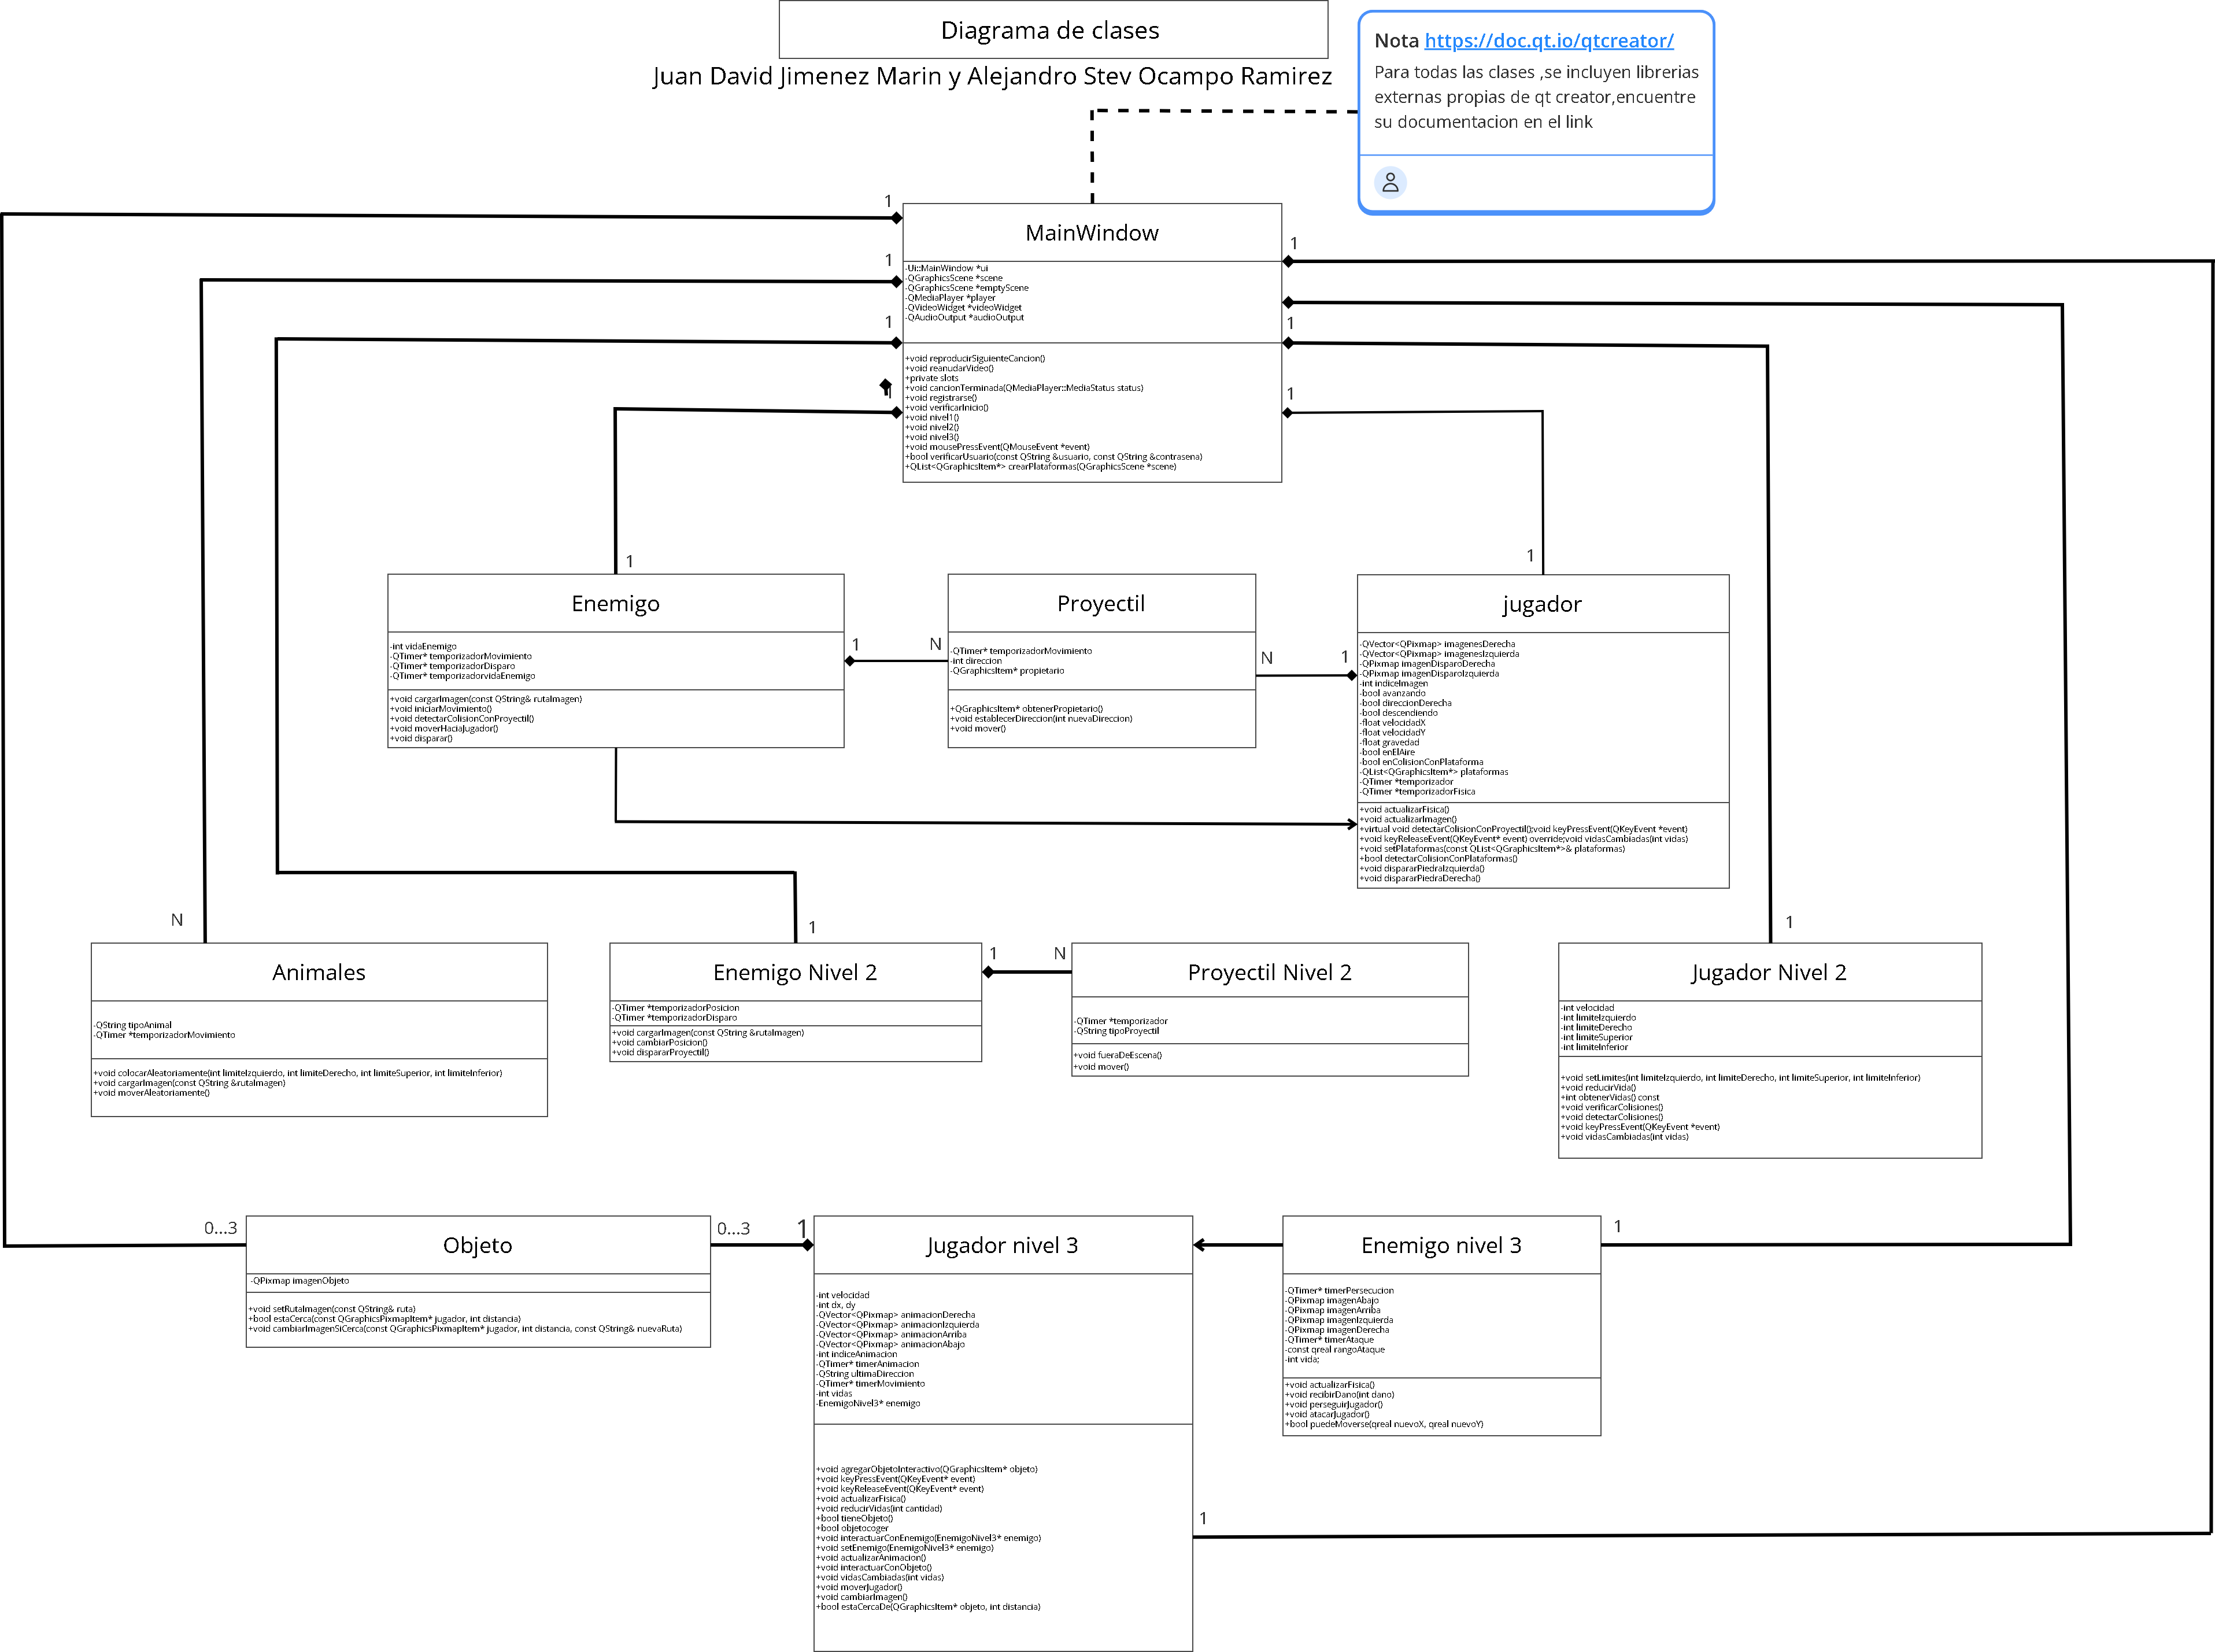 Diagrama de clases
Juan David Jimenez Marin y Alejandro Stev Ocampo Ramirez
Nota https://doc.qt.io/qtcreator/
Para todas las clases ,se incluyen librerias
externas propias de qt creator,encuentre
su documentacion en el link
1
1
1
1
1
1
1
MainWindow
-Ui::MainWindow *ui
-QGraphicsScene *scene
-QGraphicsScene *emptyScene
-QMediaPlayer *player
-QVideoWidget *videoWidget
-QAudioOutput *audioOutput
+void reproducirSiguienteCancion()
+void reanudarVideo()
+private slots
+void cancionTerminada(QMediaPlayer::MediaStatus status)
+void registrarse()
+void verificarInicio()
+void nivel1()
+void nivel2()
+void nivel3()
+void mousePressEvent(QMouseEvent *event)
+bool verificarUsuario(const QString &usuario, const QString &contrasena)
+QList<QGraphicsItem*> crearPlataformas(QGraphicsScene *scene)
1
Enemigo
-int vidaEnemigo
-QTimer* temporizadorMovimiento
-QTimer* temporizadorDisparo
-QTimer* temporizadorvidaEnemigo
+void cargarImagen(const QString& rutaImagen)
+void iniciarMovimiento()
+void detectarColisionConProyectil()
+void moverHaciaJugador()
+void disparar()
1
N
Proyectil
-QTimer* temporizadorMovimiento
-int direccion
-QGraphicsItem* propietario
+QGraphicsItem* obtenerPropietario()
+void establecerDireccion(int nuevaDireccion)
+void mover()
N
1
1
jugador
-QVector<QPixmap> imagenesDerecha
-QVector<QPixmap> imagenesIzquierda
-QPixmap imagenDisparoDerecha
-QPixmap imagenDisparoIzquierda
-int indiceImagen
-bool avanzando
-bool direccionDerecha
-bool descendiendo
-float velocidadX
-float velocidadY
-float gravedad
-bool enElAire
-bool enColisionConPlataforma
-QList<QGraphicsItem*> plataformas
-QTimer *temporizador
-QTimer *temporizadorFisica
+void actualizarFisica()
+void actualizarImagen()
+virtual void detectarColisionConProyectil();void keyPressEvent(QKeyEvent *event)
+void keyReleaseEvent(QKeyEvent* event) override;void vidasCambiadas(int vidas)
+void setPlataformas(const QList<QGraphicsItem*>& plataformas)
+bool detectarColisionConPlataformas()
+void dispararPiedraIzquierda()
+void dispararPiedraDerecha()
N
Animales
-QString tipoAnimal
-QTimer *temporizadorMovimiento
+void colocarAleatoriamente(int limiteIzquierdo, int limiteDerecho, int limiteSuperior, int limiteInferior)
+void cargarImagen(const QString &rutaImagen)
+void moverAleatoriamente()
1
Enemigo Nivel 2
-QTimer *temporizadorPosicion
-QTimer *temporizadorDisparo
+void cargarImagen(const QString &rutaImagen)
+void cambiarPosicion()
+void dispararProyectil()
1
N
Proyectil Nivel 2
-QTimer *temporizador
-QString tipoProyectil
+void fueraDeEscena()
+void mover()
1
Jugador Nivel 2
-int velocidad
-int limiteIzquierdo
-int limiteDerecho
-int limiteSuperior
-int limiteInferior
+void setLimites(int limiteIzquierdo, int limiteDerecho, int limiteSuperior, int limiteInferior)
+void reducirVida()
+int obtenerVidas() const
+void verificarColisiones()
+void detectarColisiones()
+void keyPressEvent(QKeyEvent *event)
+void vidasCambiadas(int vidas)
0...3
Objeto
-QPixmap imagenObjeto
+void setRutaImagen(const QString& ruta)
+bool estaCerca(const QGraphicsPixmapItem* jugador, int distancia)
+void cambiarImagenSiCerca(const QGraphicsPixmapItem* jugador, int distancia, const QString& nuevaRuta)
0...3
1
Jugador nivel 3
-int velocidad
-int dx, dy
-QVector<QPixmap> animacionDerecha
-QVector<QPixmap> animacionIzquierda
-QVector<QPixmap> animacionArriba
-QVector<QPixmap> animacionAbajo
-int indiceAnimacion
-QTimer* timerAnimacion
-QString ultimaDireccion
-QTimer* timerMovimiento
-int vidas
-EnemigoNivel3* enemigo
+void agregarObjetoInteractivo(QGraphicsItem* objeto)
+void keyPressEvent(QKeyEvent* event)
+void keyReleaseEvent(QKeyEvent* event)
+void actualizarFisica()
+void reducirVidas(int cantidad)
+bool tieneObjeto()
+bool objetocoger
+void interactuarConEnemigo(EnemigoNivel3* enemigo)
+void setEnemigo(EnemigoNivel3* enemigo)
+void actualizarAnimacion()
+void interactuarConObjeto()
+void vidasCambiadas(int vidas)
+void moverJugador()
+void cambiarImagen()
+bool estaCercaDe(QGraphicsItem* objeto, int distancia)
1
Enemigo nivel 3
-QTimer* timerPersecucion
-QPixmap imagenAbajo
-QPixmap imagenArriba
-QPixmap imagenIzquierda
-QPixmap imagenDerecha
-QTimer* timerAtaque
-const qreal rangoAtaque
-int vida;
+void actualizarFisica()
+void recibirDano(int dano)
+void perseguirJugador()
+void atacarJugador()
+bool puedeMoverse(qreal nuevoX, qreal nuevoY)
1